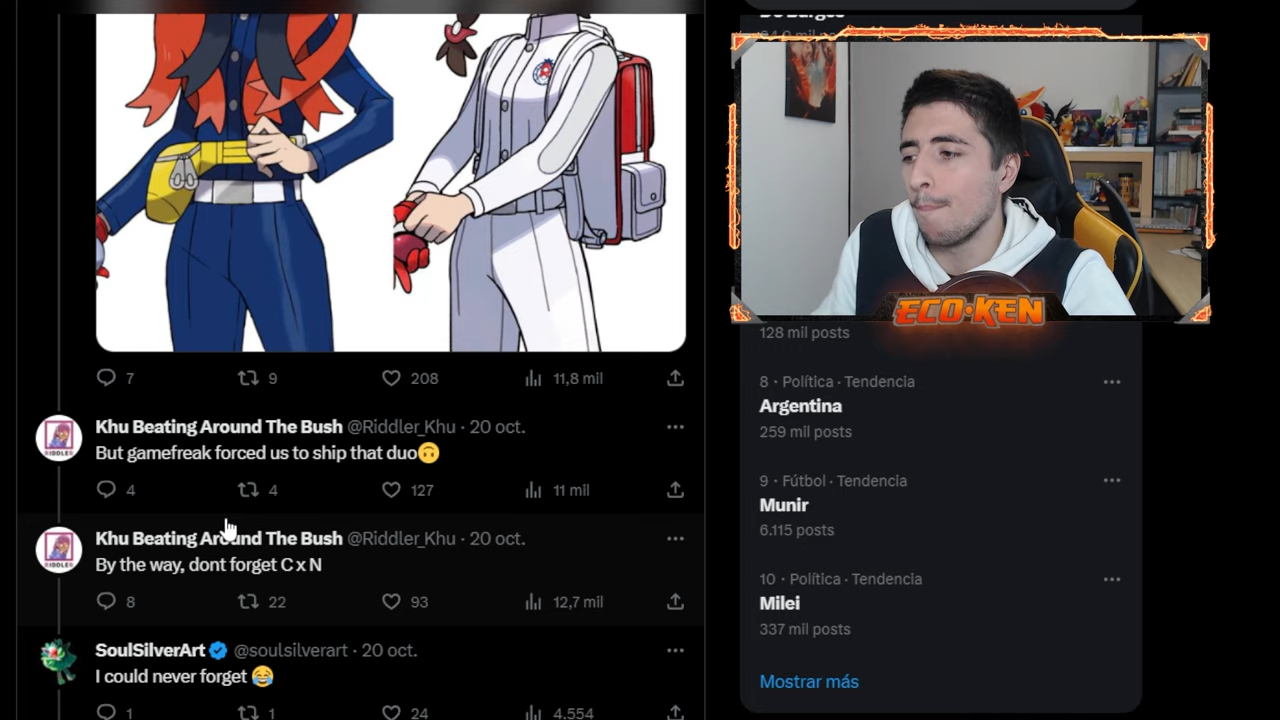 7 9 208 11,8 mil
Khu Beating Around The Bush @Riddler_Khu · 20 oct.
But gamefreak forced us to ship that duo🙃
4 4 127 11 mil
Khu Beating Around The Bush @Riddler_Khu · 20 oct.
By the way, dont forget C x N
8 22 93 12,7 mil
SoulSilverArt @soulsilverart · 20 oct.
I could never forget 😂
1 1 24 4.554
RIDDLER
RIDDLER
ECO·KEN
128 mil posts
8 · Política · Tendencia
Argentina
259 mil posts
9 · Fútbol · Tendencia
Munir
6.115 posts
10 · Política · Tendencia
Milei
337 mil posts
Mostrar más